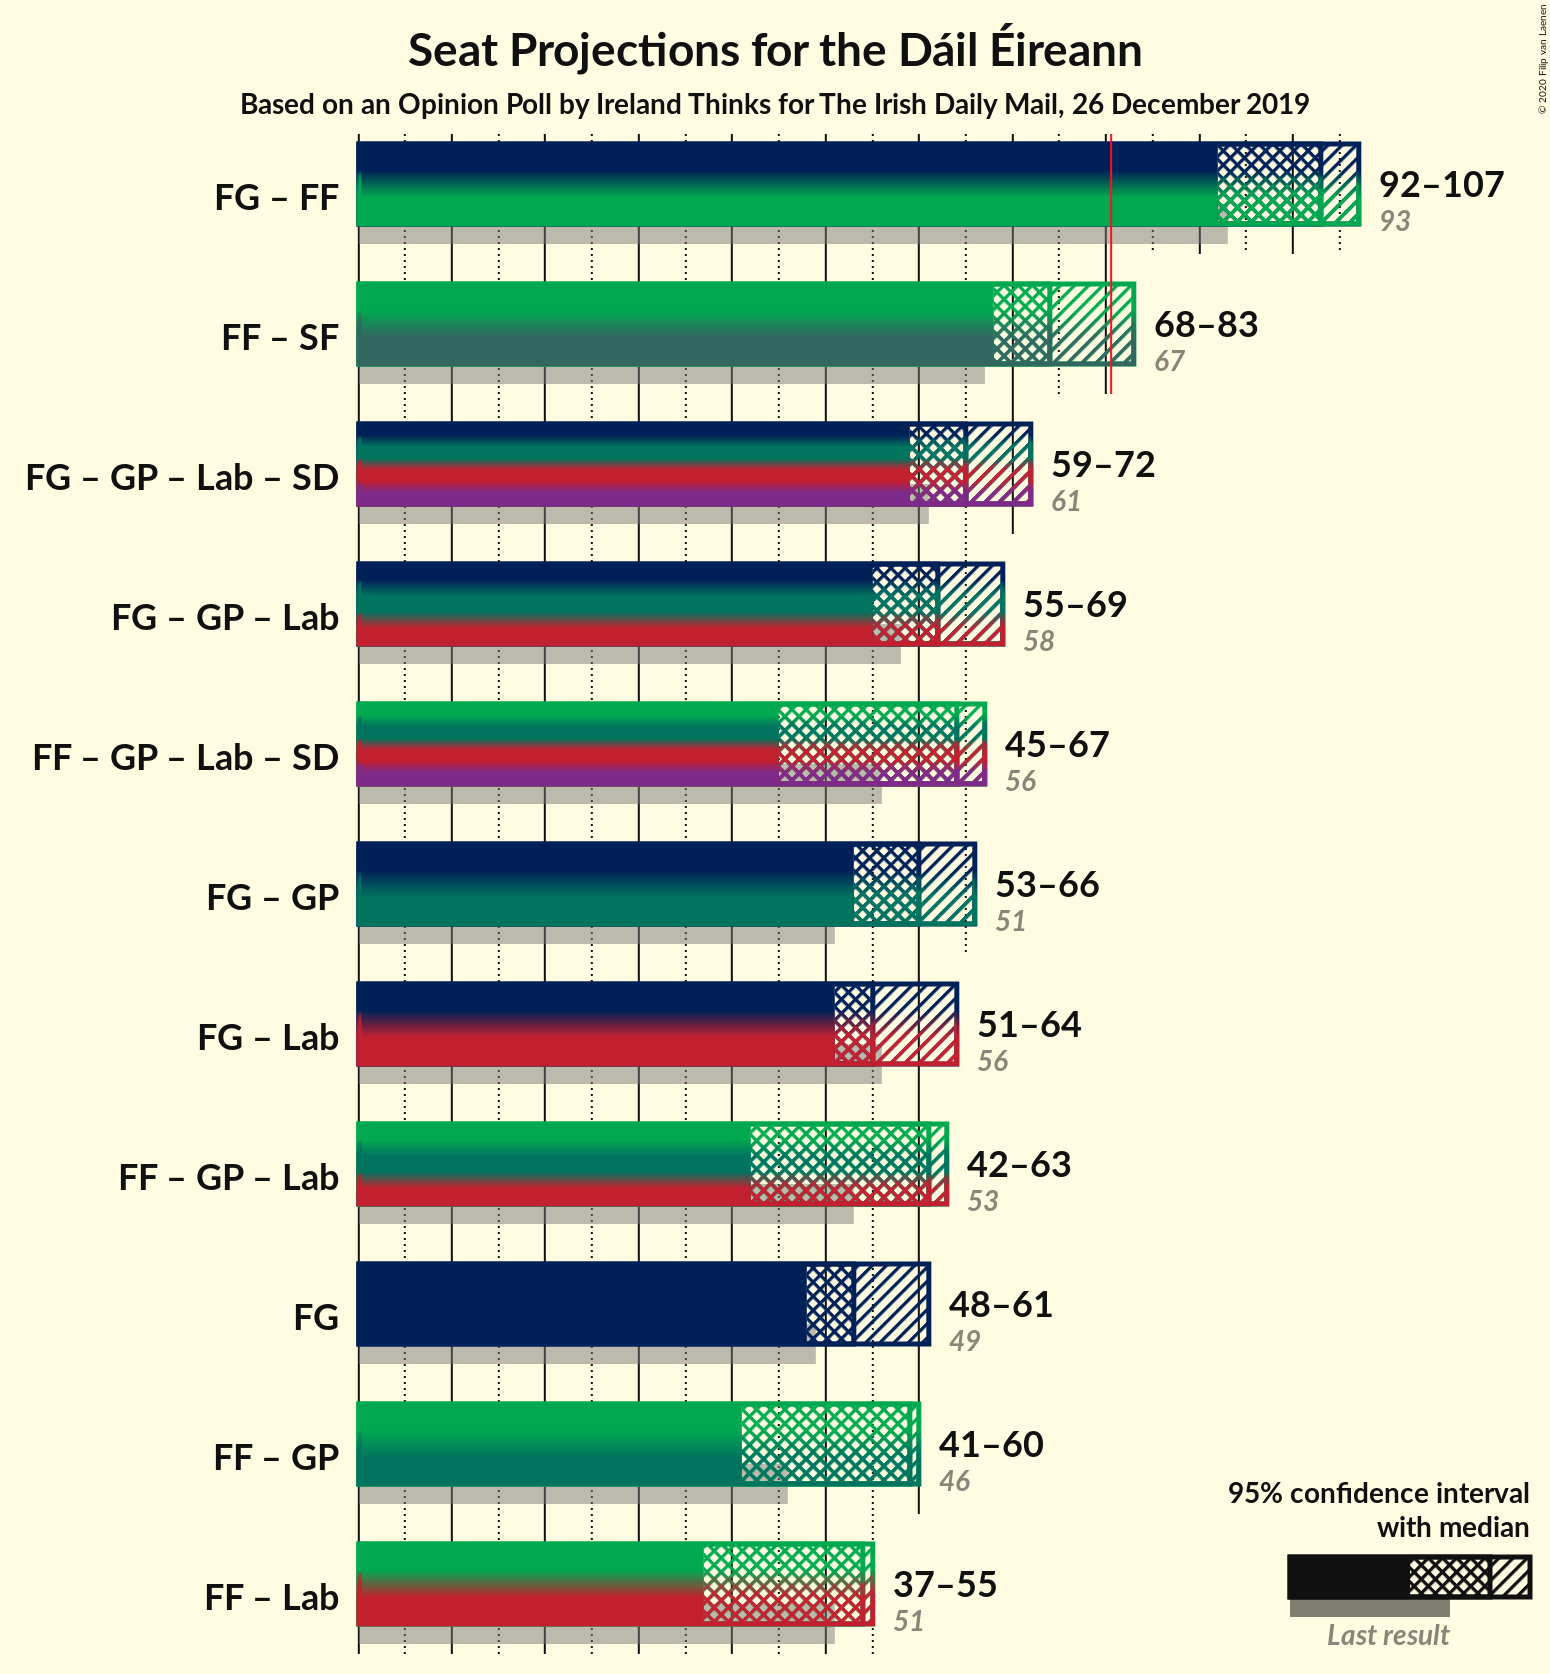 Seat Projections for the Dáil Éireann
Based on an Opinion Poll by Ireland Thinks for The Irish Daily Mail, 26 December 2019
© 2020 Filip van Laenen
FG – FF
92–107
93
FF – SF
68–83
67
FG – GP – Lab – SD
59–72
61
FG – GP – Lab
55–69
58
FF – GP – Lab – SD
45–67
56
FG – GP
53–66
51
FG – Lab
51–64
56
FF – GP – Lab
42–63
53
FG
48–61
49
FF – GP
41–60
46
FF – Lab
37–55
51
95% confidence interval
with median
Last result